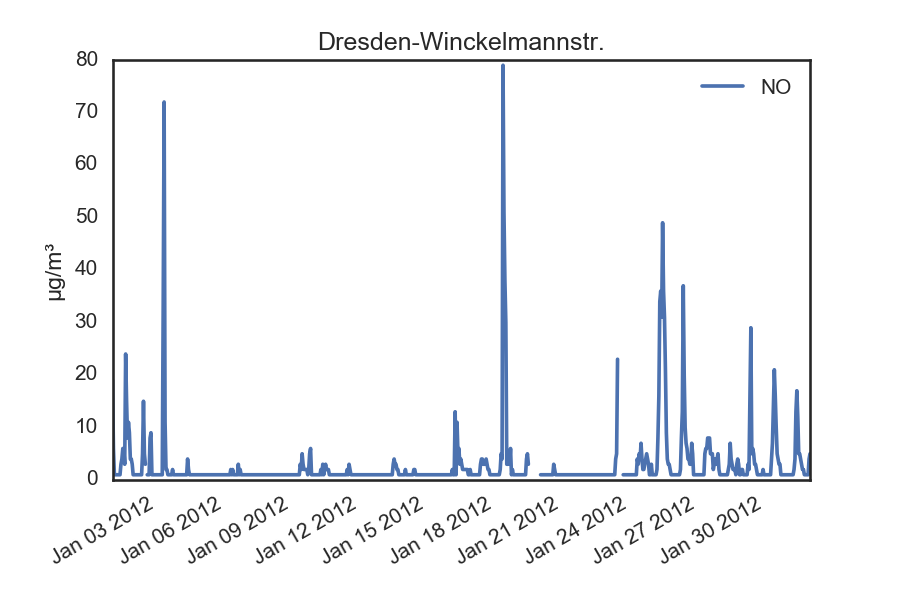 Dresden-Winckelmannstr.
80
70
60
50
40
30
20
10
0
µg/m³
NO
Jan 03 2012
Jan 06 2012
Jan 09 2012
Jan 12 2012
Jan 15 2012
Jan 18 2012
Jan 21 2012
Jan 24 2012
Jan 27 2012
Jan 30 2012